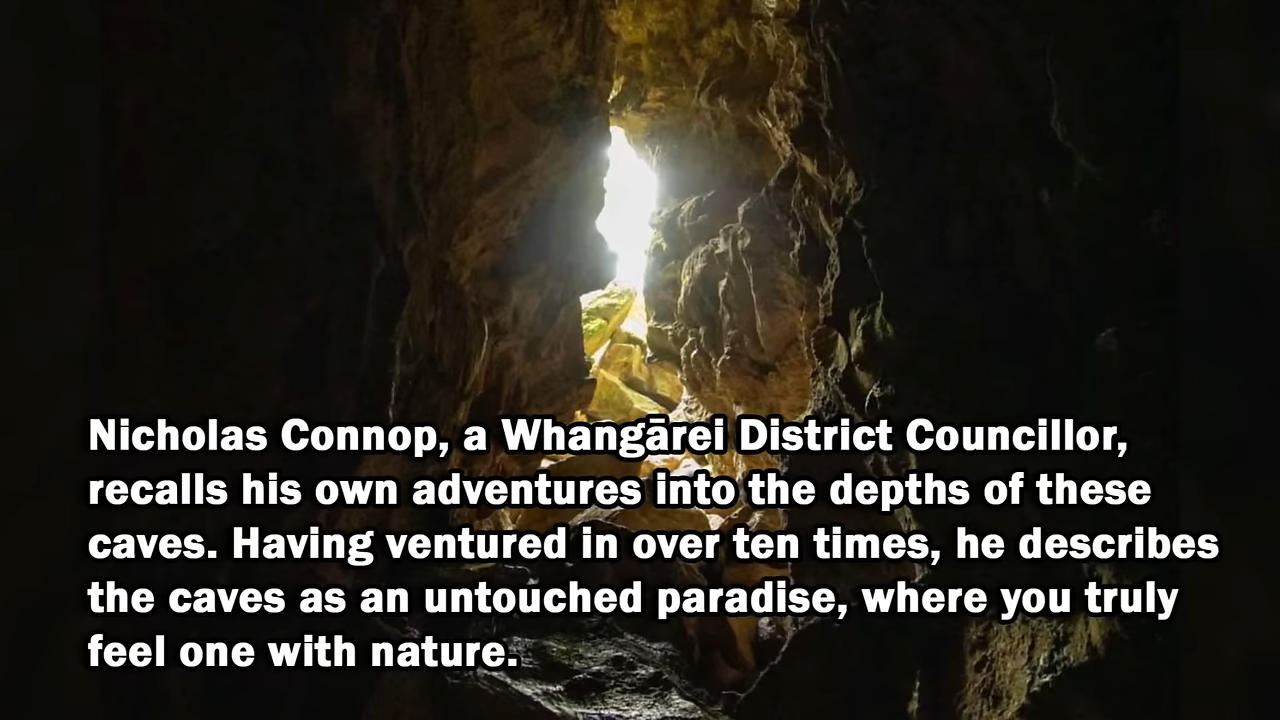 Nicholas Connop, a Whangārei District Councillor,
recalls his own adventures into the depths of these
caves. Having ventured in over ten times, he describes
the caves as an untouched paradise, where you truly
feel one with nature.